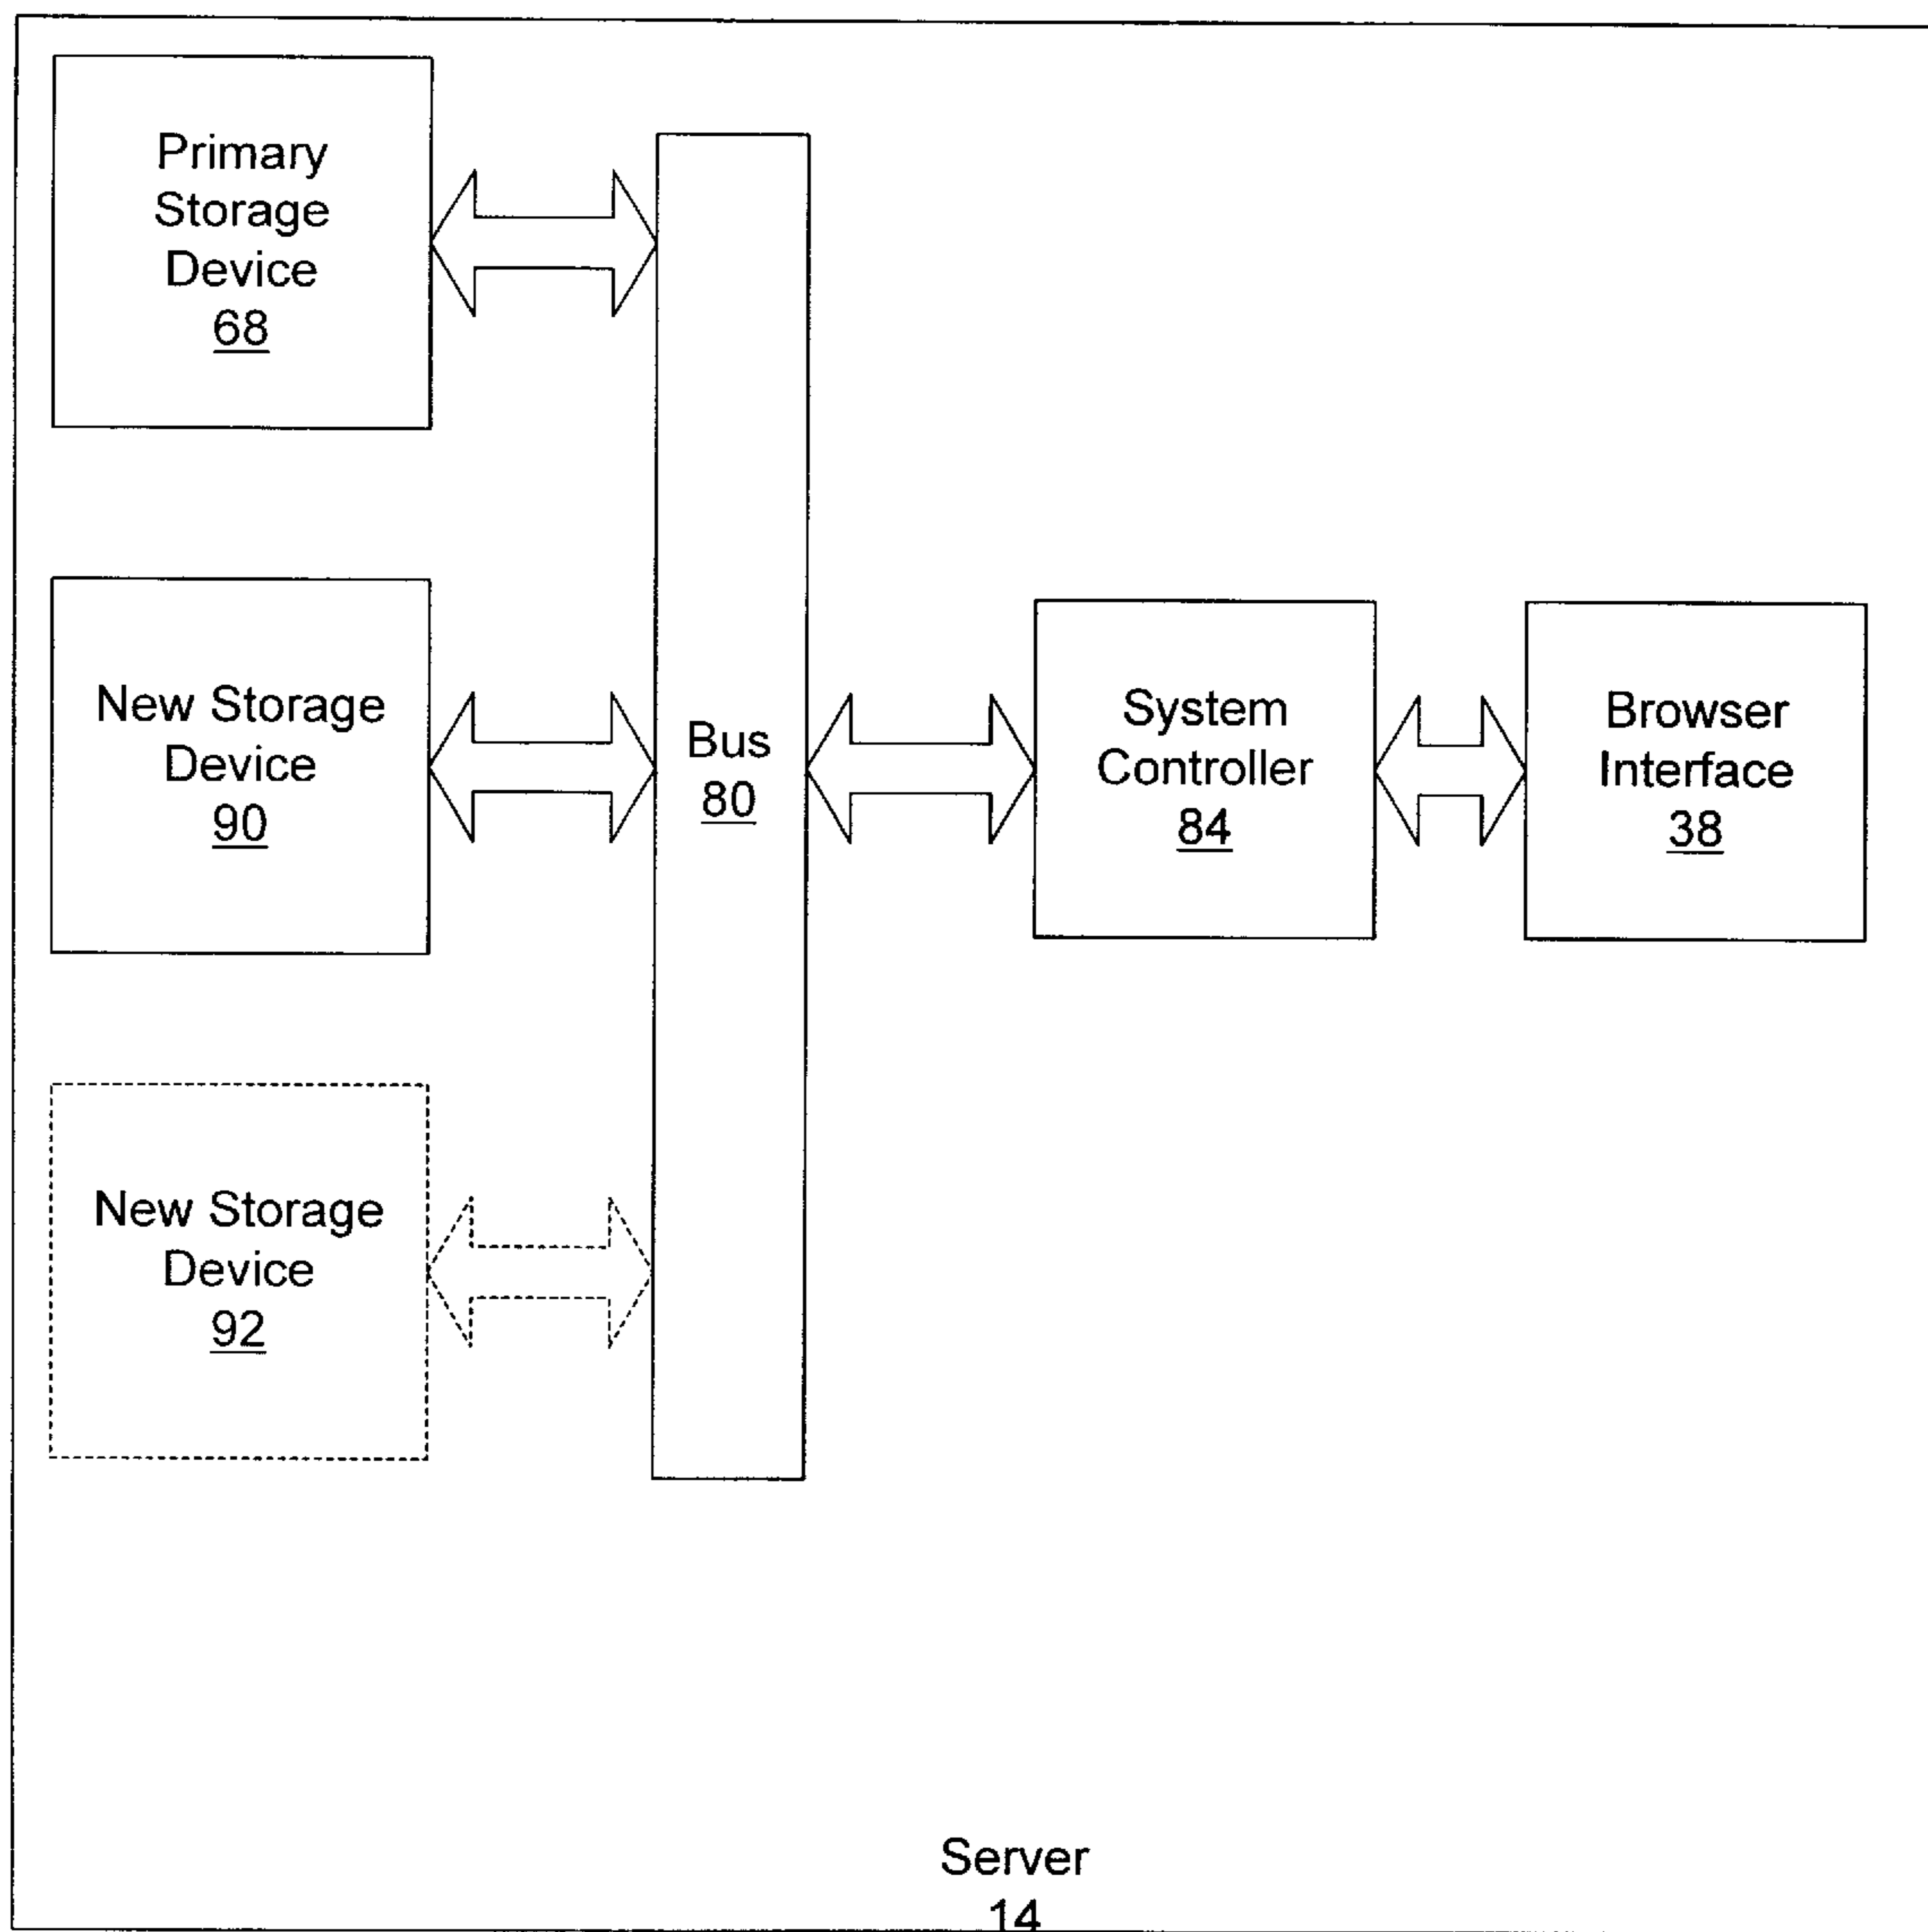 Primary
Storage
Device
68
New Storage
Device
90
New Storage
Device
92
Bus
80
System
Controller
84
Browser
Interface
38
Server
14